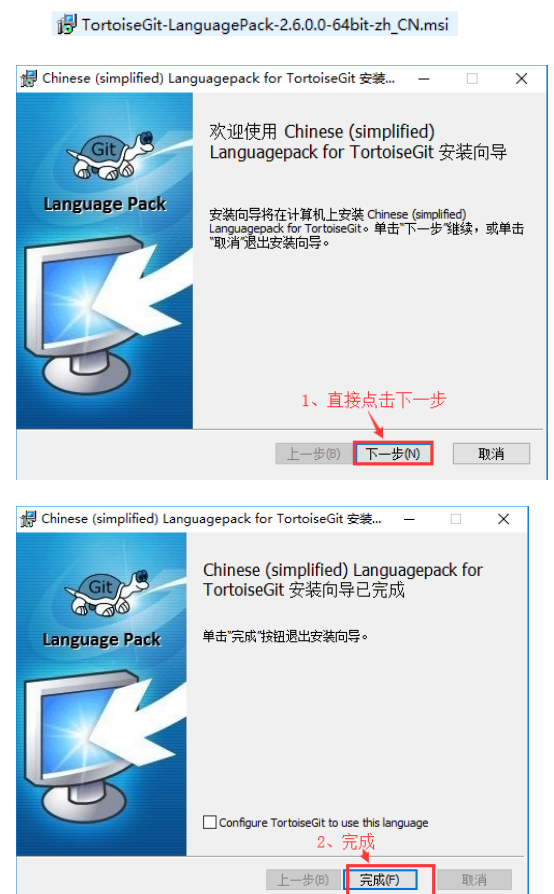 TortoiseGit-LanguagePack-2.6.0.0-64bit-zh_CN.msi
Chinese (simplified) Languagepack for TortoiseGit 安装...
Git
Language Pack
欢迎使用 Chinese (simplified)
Languagepack for TortoiseGit 安装向导
安装向导将在计算机上安装 Chinese (simplified)
Languagepack for TortoiseGit。单击"下一步"继续，或单击
"取消"退出安装向导。
1、直接点击下一步
上一步(B) 下一步(N) 取消
Chinese (simplified) Languagepack for TortoiseGit 安装...
Git
Language Pack
Chinese (simplified) Languagepack for
TortoiseGit 安装向导已完成
单击"完成"按钮退出安装向导。
Configure TortoiseGit to use this language
2、完成
上一步(B) 完成(F) 取消